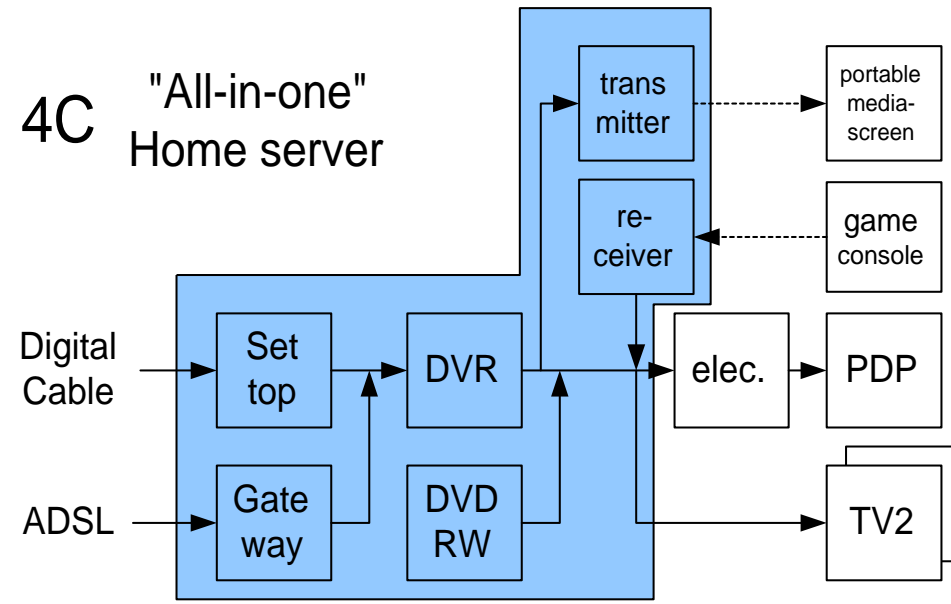 4C
"All-in-one"
Home server
trans
mitter
portable
media-
screen
re-
ceiver
game
console
Digital
Cable
Set
top
DVR
elec.
PDP
ADSL
Gate
way
DVD
RW
TV2